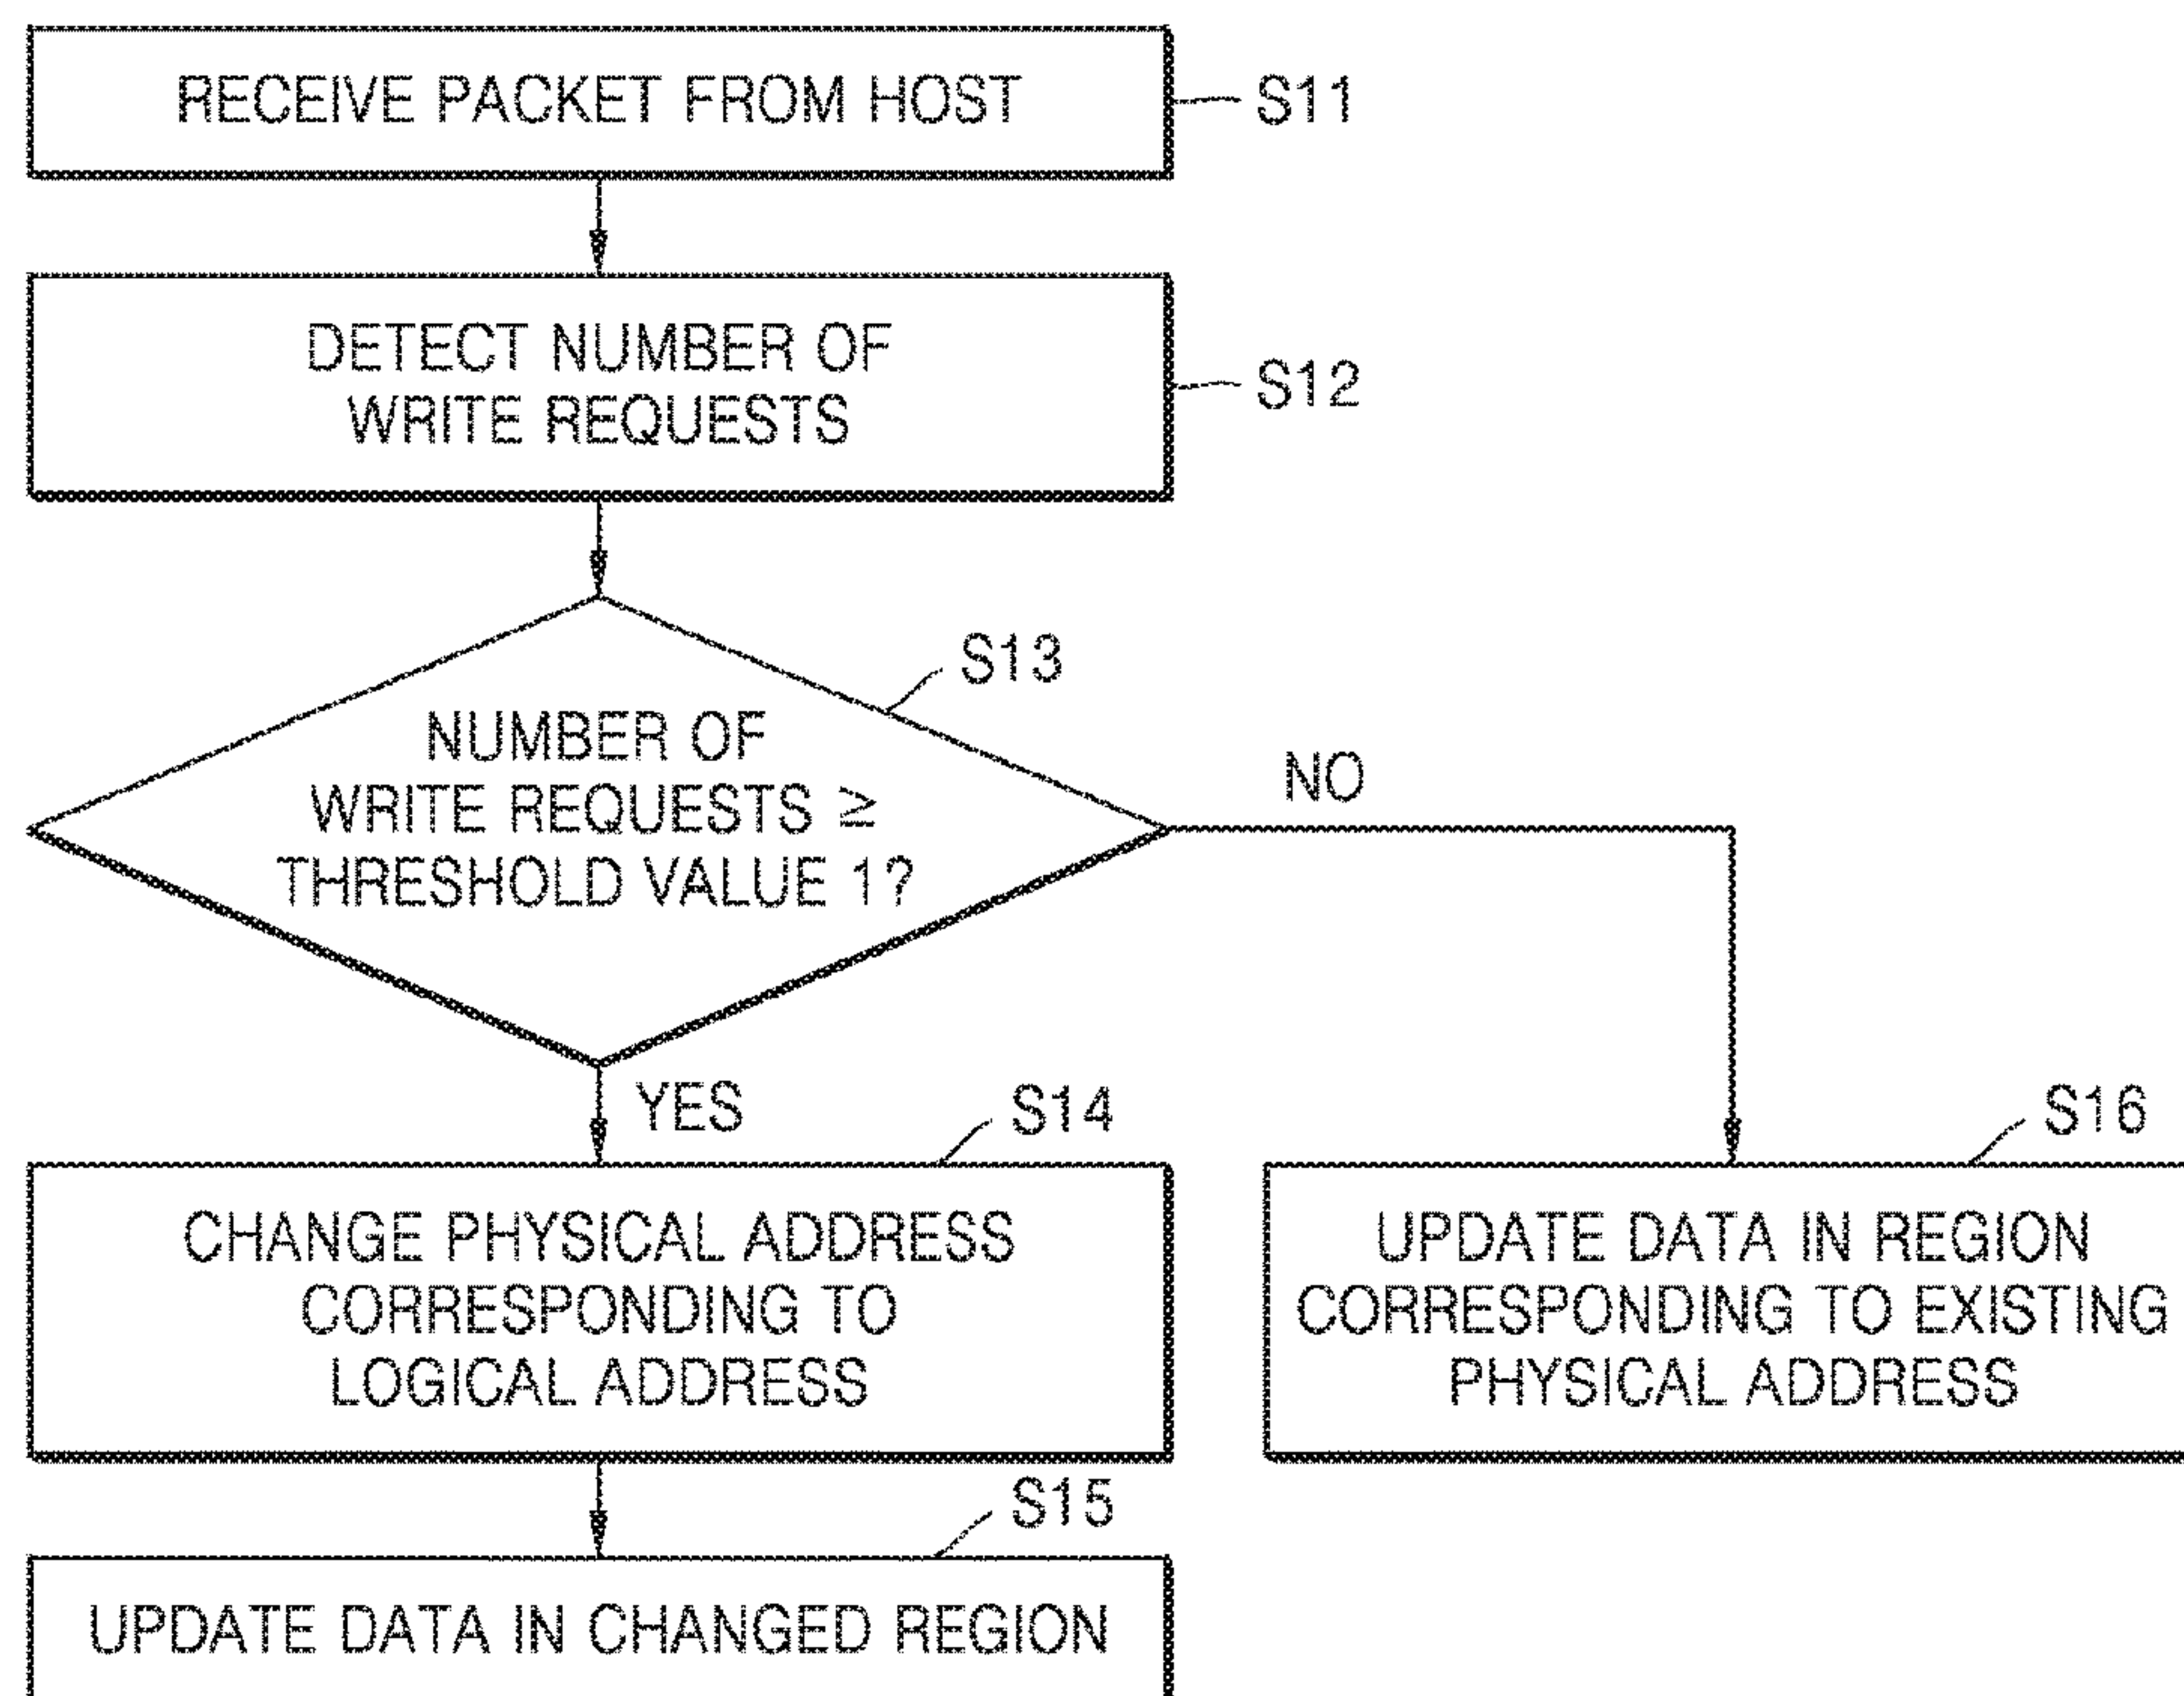 RECEIVE PACKET FROM HOST
S11
DETECT NUMBER OF
WRITE REQUESTS
S12
S13
NUMBER OF
WRITE REQUESTS ≥
THRESHOLD VALUE 1?
NO
YES
S14
CHANGE PHYSICAL ADDRESS
CORRESPONDING TO
LOGICAL ADDRESS
S16
UPDATE DATA IN REGION
CORRESPONDING TO EXISTING
PHYSICAL ADDRESS
S15
UPDATE DATA IN CHANGED REGION